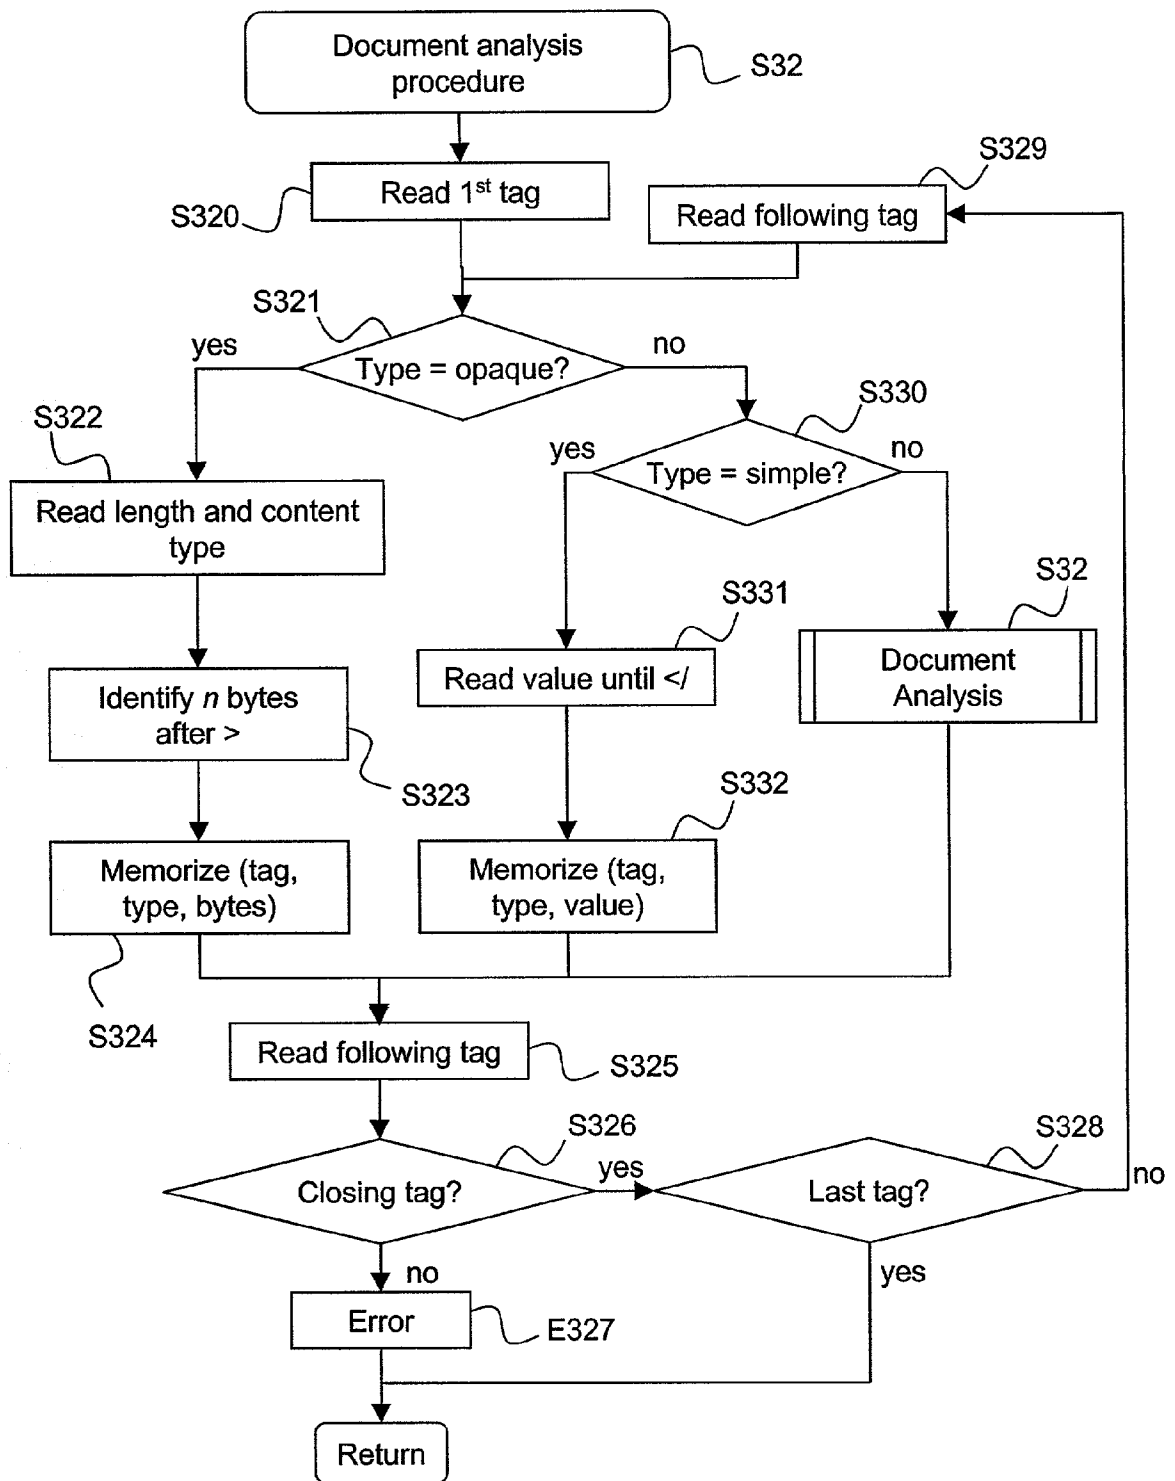 Document analysis
procedure
S32
Read 1st tag
S320
S329
Read following tag
S321
yes
Type = opaque?
no
S330
S322
yes
Type = simple?
no
Read length and content
type
S331
S32
Read value until </
Document
Analysis
Identify n bytes
after >
S323
S332
Memorize (tag,
type, bytes)
Memorize (tag,
type, value)
S324
Read following tag
S325
S326
S328
Closing tag?
yes
Last tag?
no
no
yes
Error
E327
Return